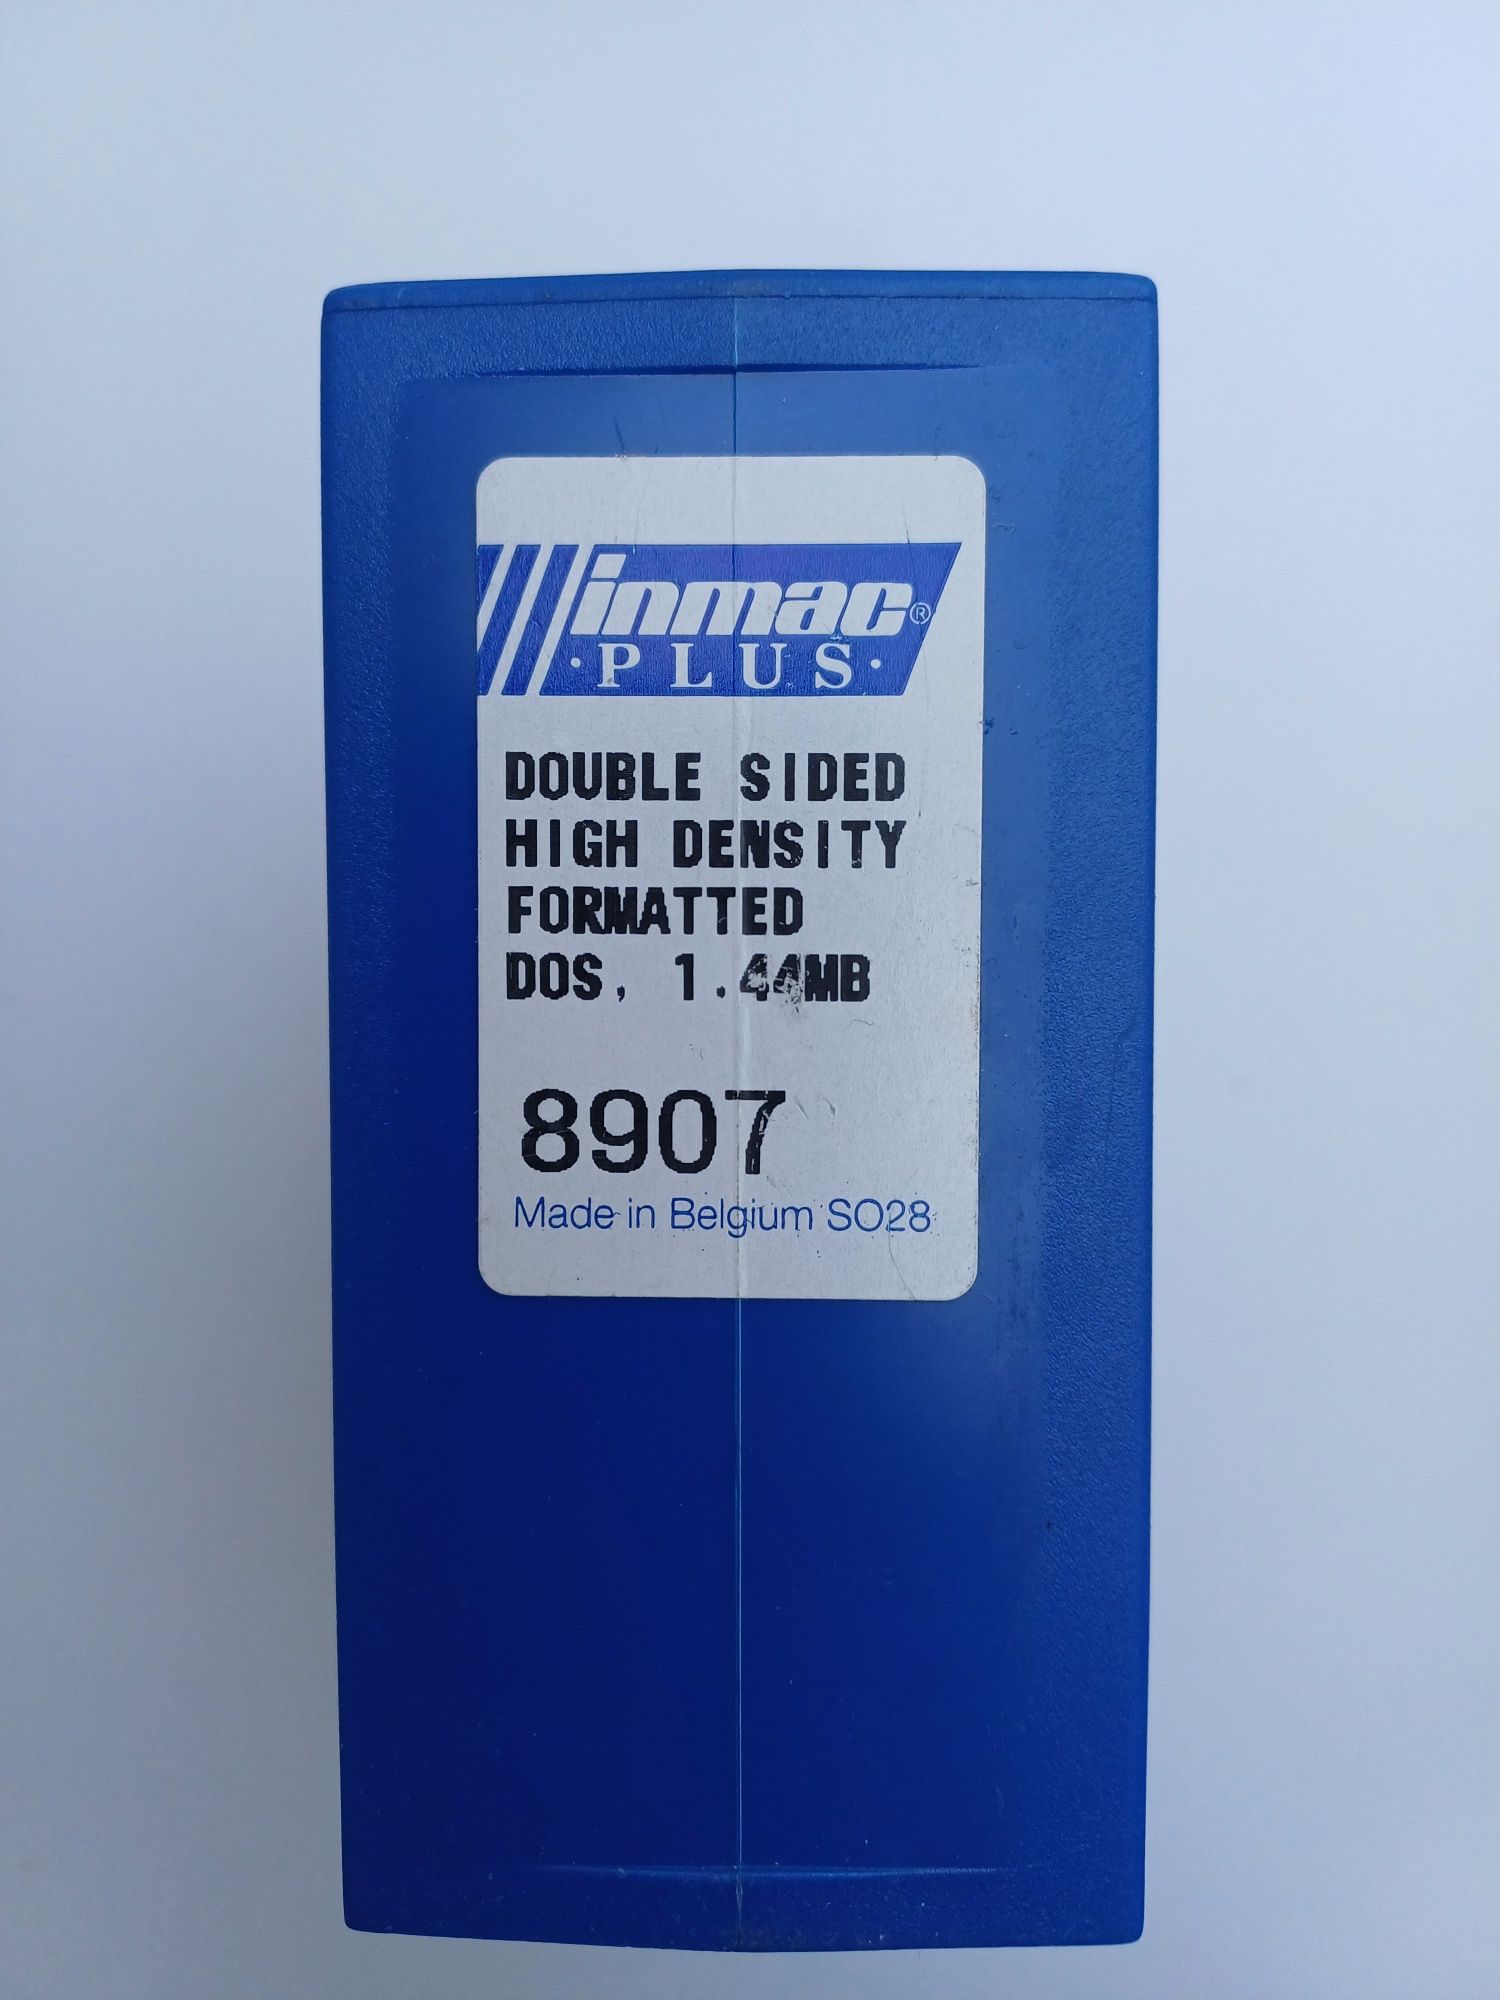 inmac®
·PLUS·
DOUBLE SIDED
HIGH DENSITY
FORMATTED
DOS, 1.44MB
8907
Made in Belgium SO28